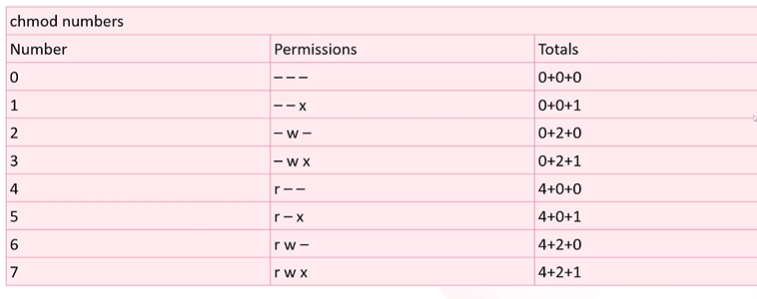 chmod numbers
Number Permissions Totals
0 – – – 0+0+0
1 – – x 0+0+1
2 – w – 0+2+0
3 – w x 0+2+1
4 r – – 4+0+0
5 r – x 4+0+1
6 r w – 4+2+0
7 r w x 4+2+1